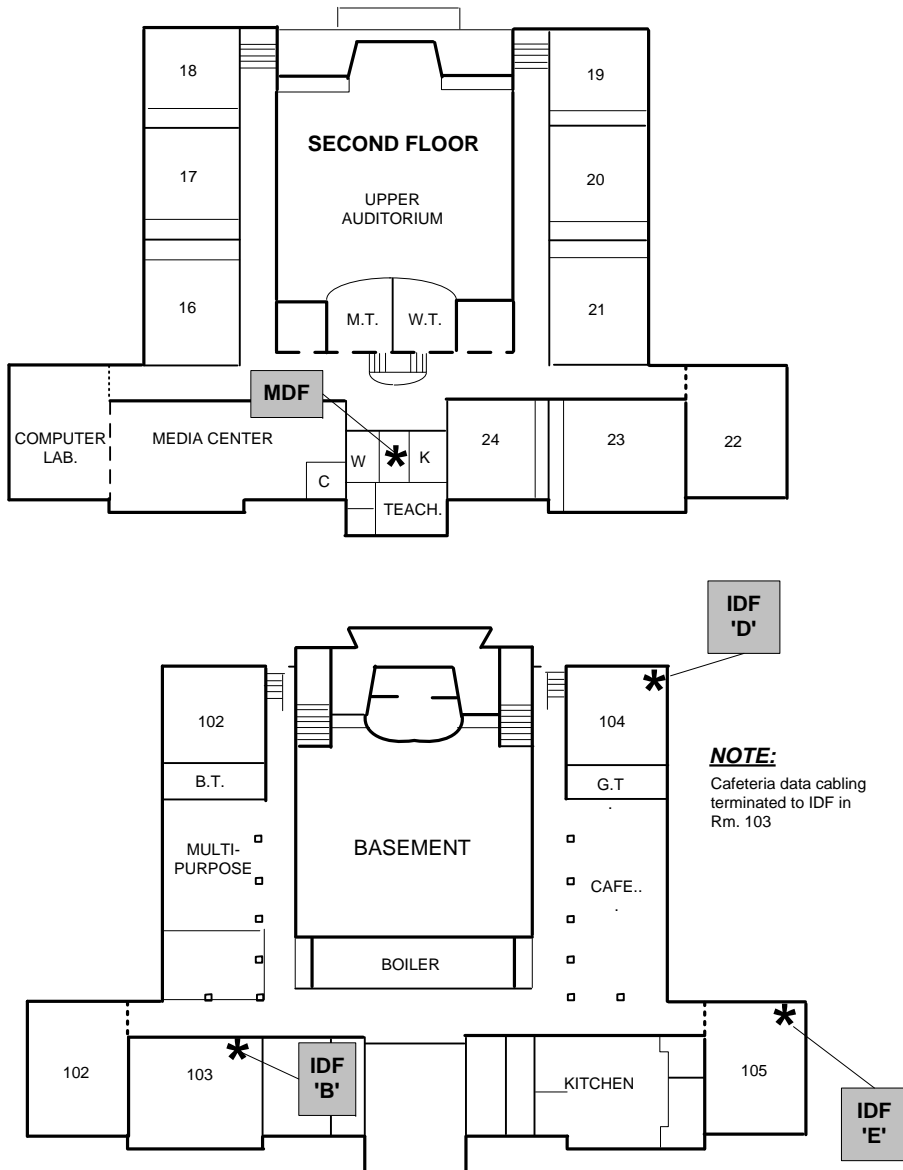 18
19
SECOND FLOOR
17
20
UPPER
AUDITORIUM
16
21
M.T.
W.T.
MDF
COMPUTER
LAB.
MEDIA CENTER
W
*
K
24
23
22
C
TEACH.
IDF
'D'
*
102
104
NOTE:
Cafeteria data cabling
terminated to IDF in
Rm. 103
B.T.
G.T
.
MULTI-
PURPOSE
BASEMENT
CAFE..
.
BOILER
*
*
102
103
IDF
'B'
KITCHEN
105
IDF
'E'